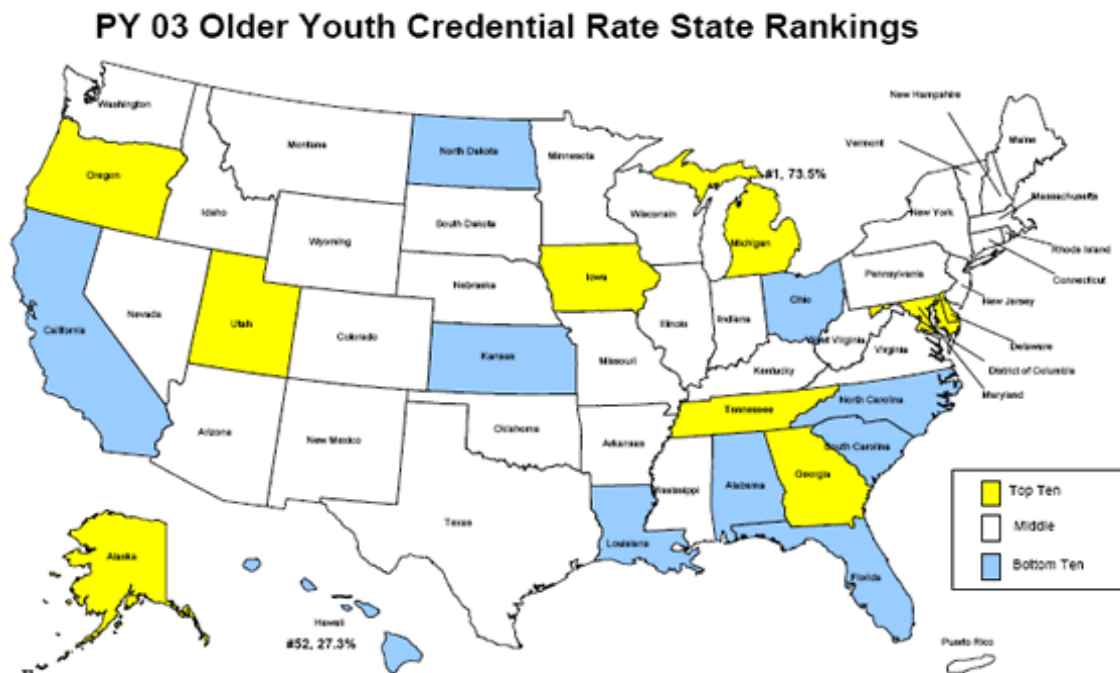 PY 03 Older Youth Credential Rate State Rankings
Washington
Oregon
California
Nevada
Idaho
Montana
Wyoming
Utah
Colorado
Arizona
New Mexico
North Dakota
South Dakota
Nebraska
Kansas
Oklahoma
Texas
Minnesota
Iowa
Missouri
Arkansas
Louisiana
Wisconsin
Illinois
Michigan
#1, 73.5%
Indiana
Ohio
Kentucky
Tennessee
Mississippi
Alabama
Georgia
Florida
South Carolina
North Carolina
Virginia
West Virginia
Pennsylvania
New York
Vermont
New Hampshire
Maine
Massachusetts
Rhode Island
Connecticut
New Jersey
Delaware
District of Columbia
Maryland
Alaska
Hawaii
#52, 27.3%
Puerto Rico
Top Ten
Middle
Bottom Ten